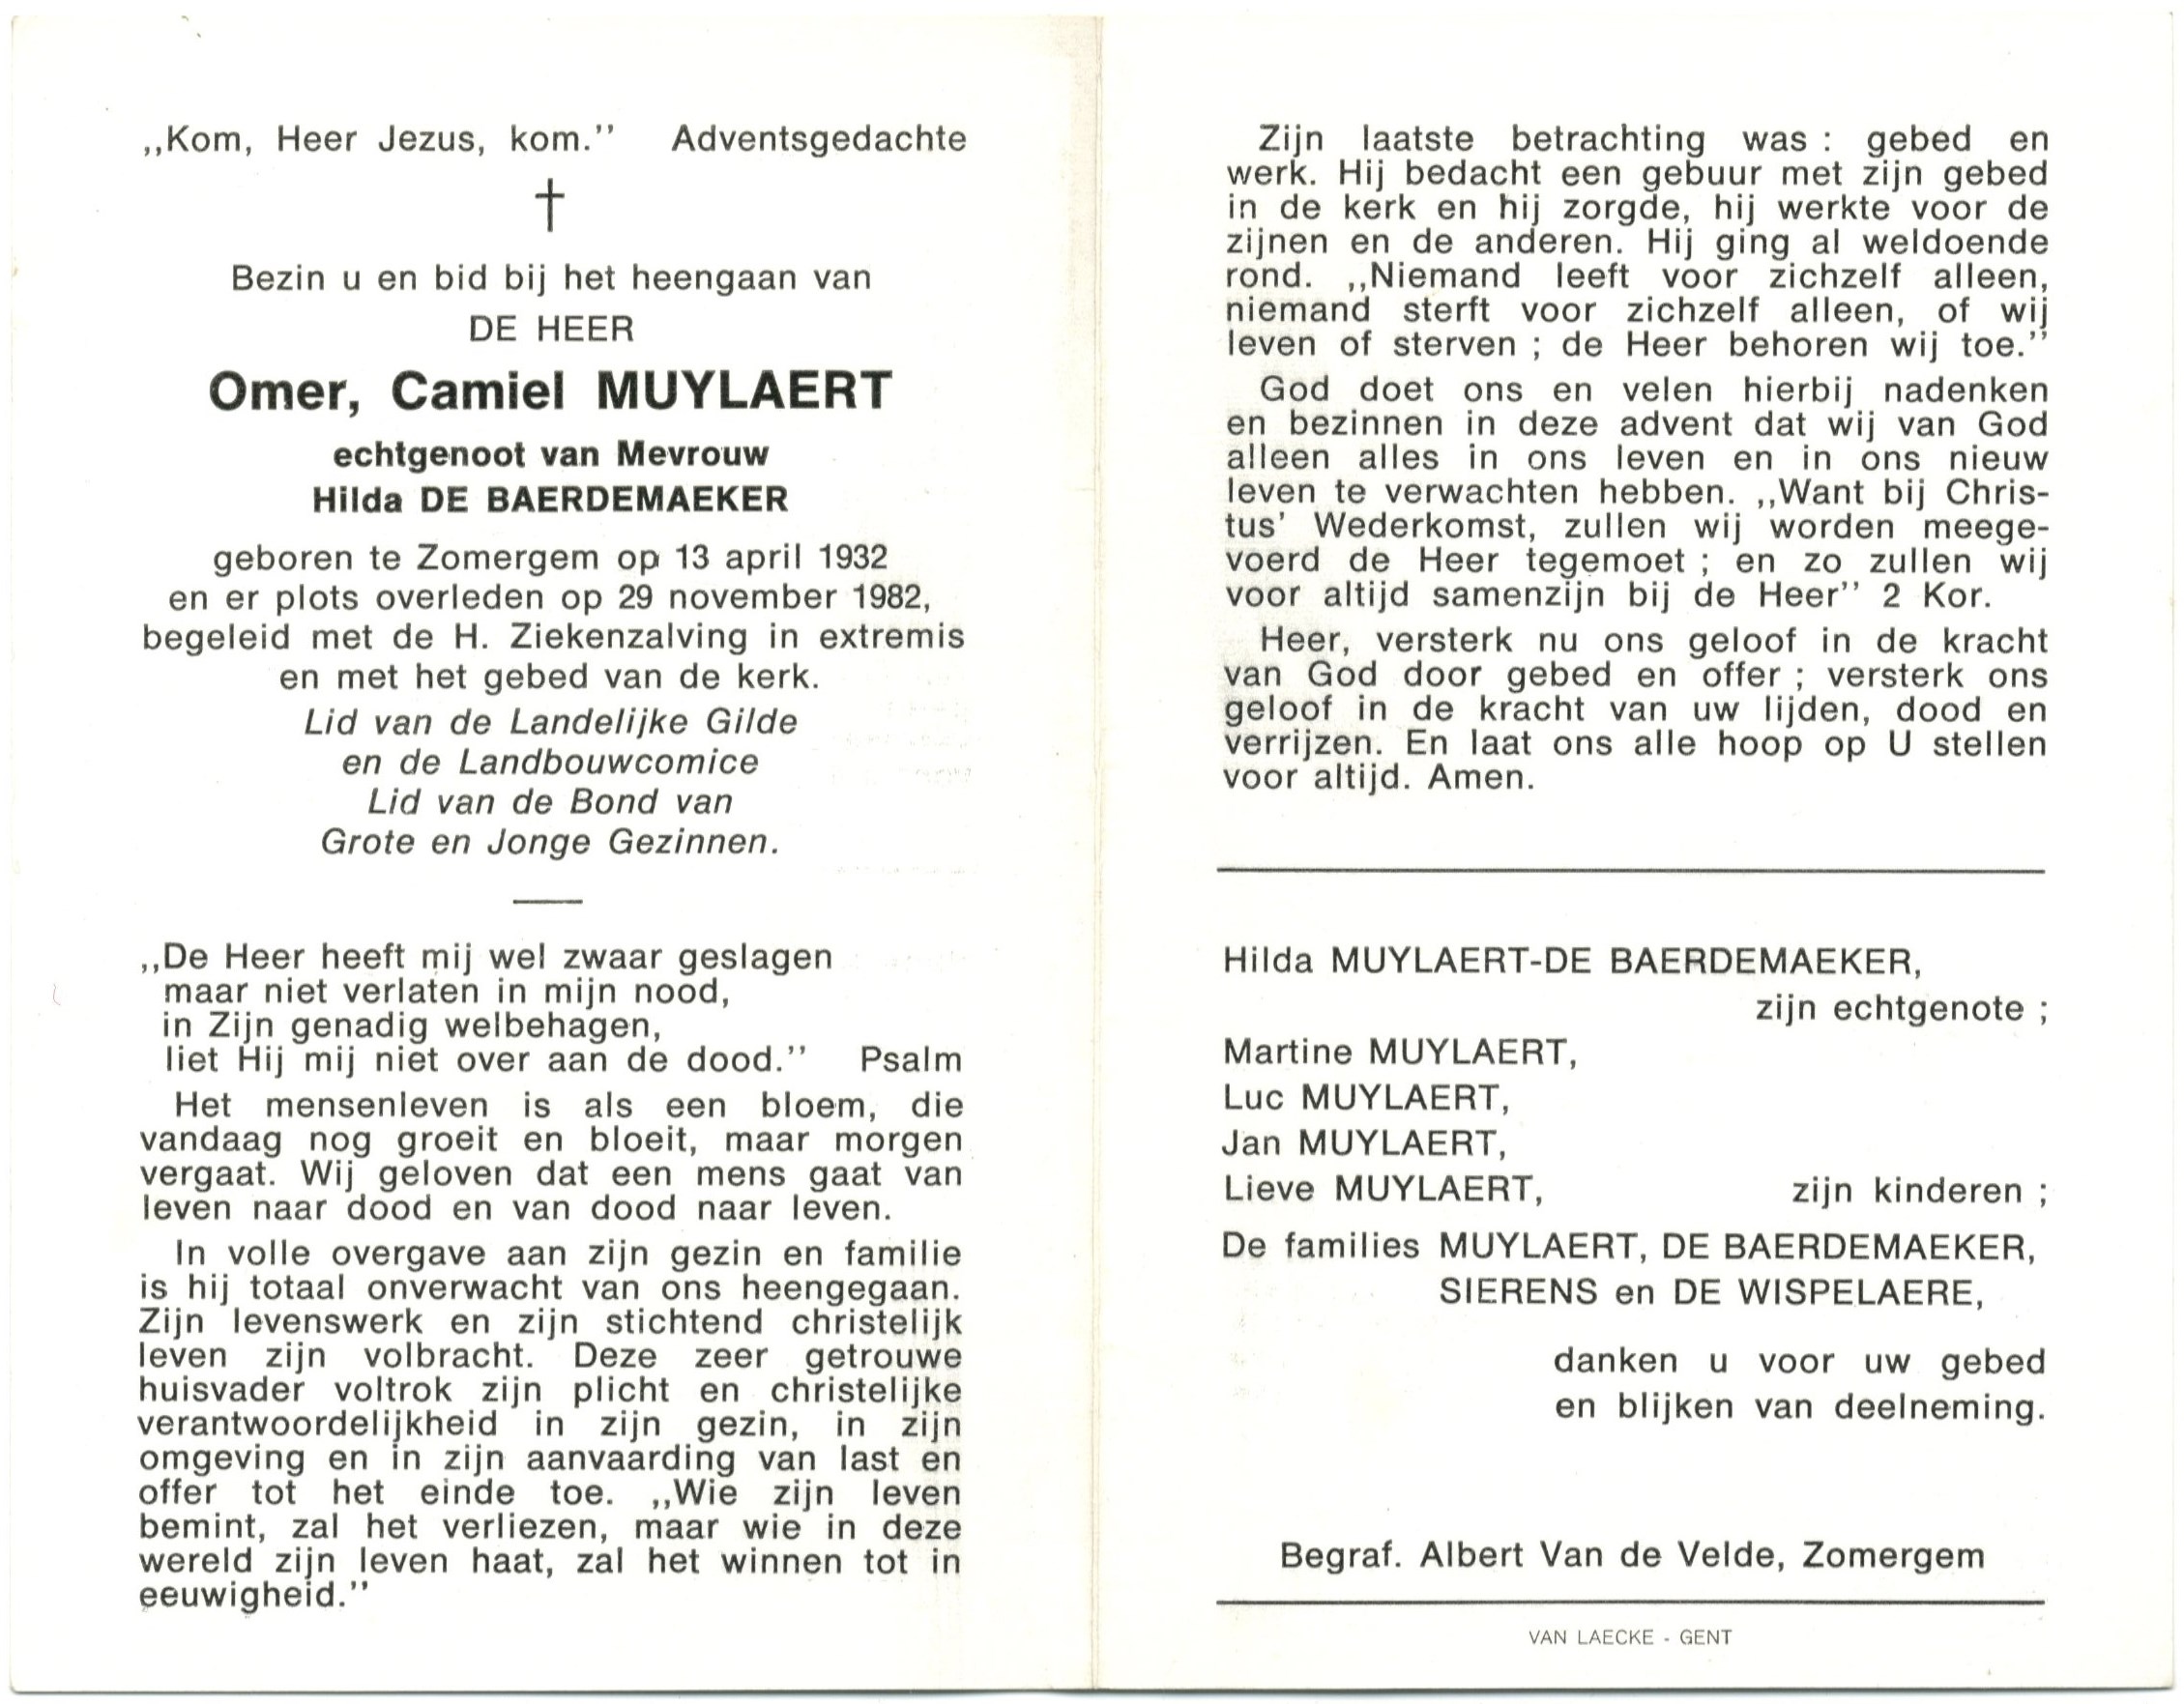 ,,Kom, Heer Jezus, kom.’’ Adventsgedachte
Bezin u en bid bij het heengaan van
DE HEER
Omer, Camiel MUYLAERT
echtgenoot van Mevrouw
Hilda DE BAERDEMAEKER
geboren te Zomergem op 13 april 1932
en er plots overleden op 29 november 1982,
begeleid met de H. Ziekenzalving in extremis
en met het gebed van de kerk.
Lid van de Landelijke Gilde
en de Landbouwcomice
Lid van de Bond van
Grote en Jonge Gezinnen.
,,De Heer heeft mij wel zwaar geslagen
maar niet verlaten in mijn nood,
in Zijn genadig welbehagen,
liet Hij mij niet over aan de dood.’’ Psalm
Het mensenleven is als een bloem, die
vandaag nog groeit en bloeit, maar morgen
vergaat. Wij geloven dat een mens gaat van
leven naar dood en van dood naar leven.
In volle overgave aan zijn gezin en familie
is hij totaal onverwacht van ons heengegaan.
Zijn levenswerk en zijn stichtend christelijk
leven zijn volbracht. Deze zeer getrouwe
huisvader voltrok zijn plicht en christelijke
verantwoordelijkheid in zijn gezin, in zijn
omgeving en in zijn aanvaarding van last en
offer tot het einde toe. ,,Wie zijn leven
bemint, zal het verliezen, maar wie in deze
wereld zijn leven haat, zal het winnen tot in
eeuwigheid.’’
Zijn laatste betrachting was : gebed en
werk. Hij bedacht een gebuur met zijn gebed
in de kerk en hij zorgde, hij werkte voor de
zijnen en de anderen. Hij ging al weldoende
rond. ,,Niemand leeft voor zichzelf alleen,
niemand sterft voor zichzelf alleen, of wij
leven of sterven ; de Heer behoren wij toe.’’
God doet ons en velen hierbij nadenken
en bezinnen in deze advent dat wij van God
alleen alles in ons leven en in ons nieuw
leven te verwachten hebben. ,,Want bij Chris-
tus’ Wederkomst, zullen wij worden meege-
voerd de Heer tegemoet ; en zo zullen wij
voor altijd samenzijn bij de Heer’’ 2 Kor.
Heer, versterk nu ons geloof in de kracht
van God door gebed en offer ; versterk ons
geloof in de kracht van uw lijden, dood en
verrijzen. En laat ons alle hoop op U stellen
voor altijd. Amen.
Hilda MUYLAERT-DE BAERDEMAEKER,
zijn echtgenote ;
Martine MUYLAERT,
Luc MUYLAERT,
Jan MUYLAERT,
Lieve MUYLAERT, zijn kinderen ;
De families MUYLAERT, DE BAERDEMAEKER,
SIERENS en DE WISPELAERE,
danken u voor uw gebed
en blijken van deelneming.
Begraf. Albert Van de Velde, Zomergem
VAN LAECKE - GENT